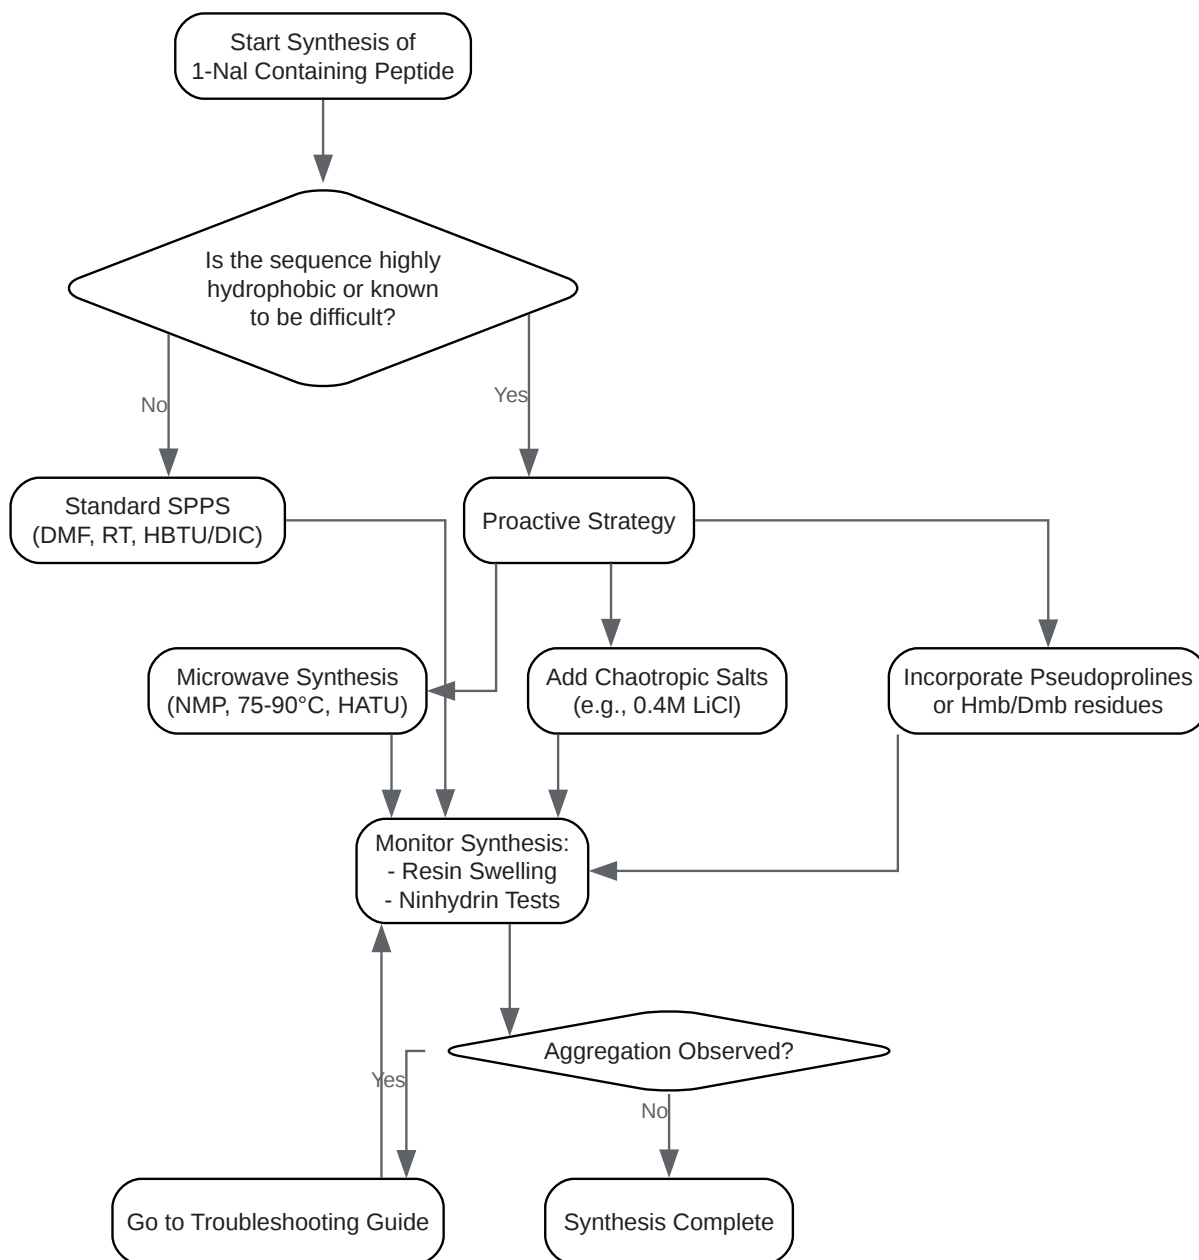 Start Synthesis of
1-Nal Containing Peptide
Is the sequence highly
hydrophobic or known
to be difficult?
No
Yes
Standard SPPS
(DMF, RT, HBTU/DIC)
Proactive Strategy
Microwave Synthesis
(NMP, 75-90°C, HATU)
Add Chaotropic Salts
(e.g., 0.4M LiCl)
Incorporate Pseudoprolines
or Hmb/Dmb residues
Monitor Synthesis:
- Resin Swelling
- Ninhydrin Tests
Aggregation Observed?
Yes
No
Go to Troubleshooting Guide
Synthesis Complete